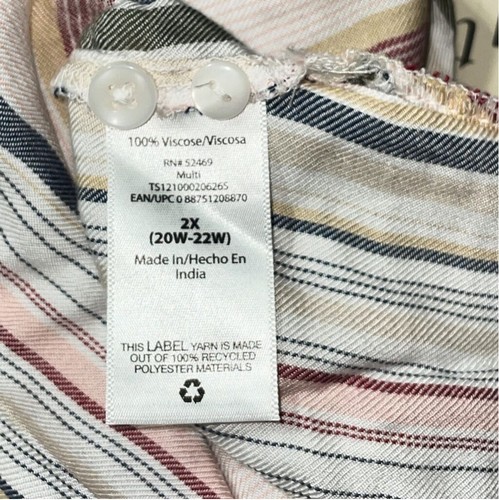 100% Viscose/Viscosa
RN# 52469
Multi
TS121000206265
EAN/UPC 0 88751208870
2X
(20W-22W)
Made In/Hecho En
India
THIS LABEL YARN IS MADE
OUT OF 100% RECYCLED
POLYESTER MATERIALS